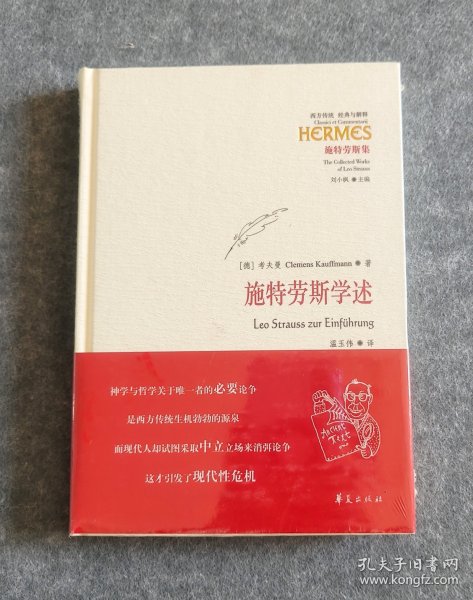 西方传统 经典与解释
Classici et Commentarii
HERMES
施特劳斯集
The Collected Works
of Leo Strauss
刘小枫 主编
[德] 考夫曼 Clemens Kauffmann 著
施特劳斯学述
Leo Strauss zur Einführung
温玉伟 译
神学与哲学关于唯一者的必要论争
是西方传统生机勃勃的源泉
而现代人却试图采取中立立场来消弭论争
这才引发了现代性危机
ANCIENT
TEXT
华夏出版社
孔夫子旧书网
www.kongfz.com